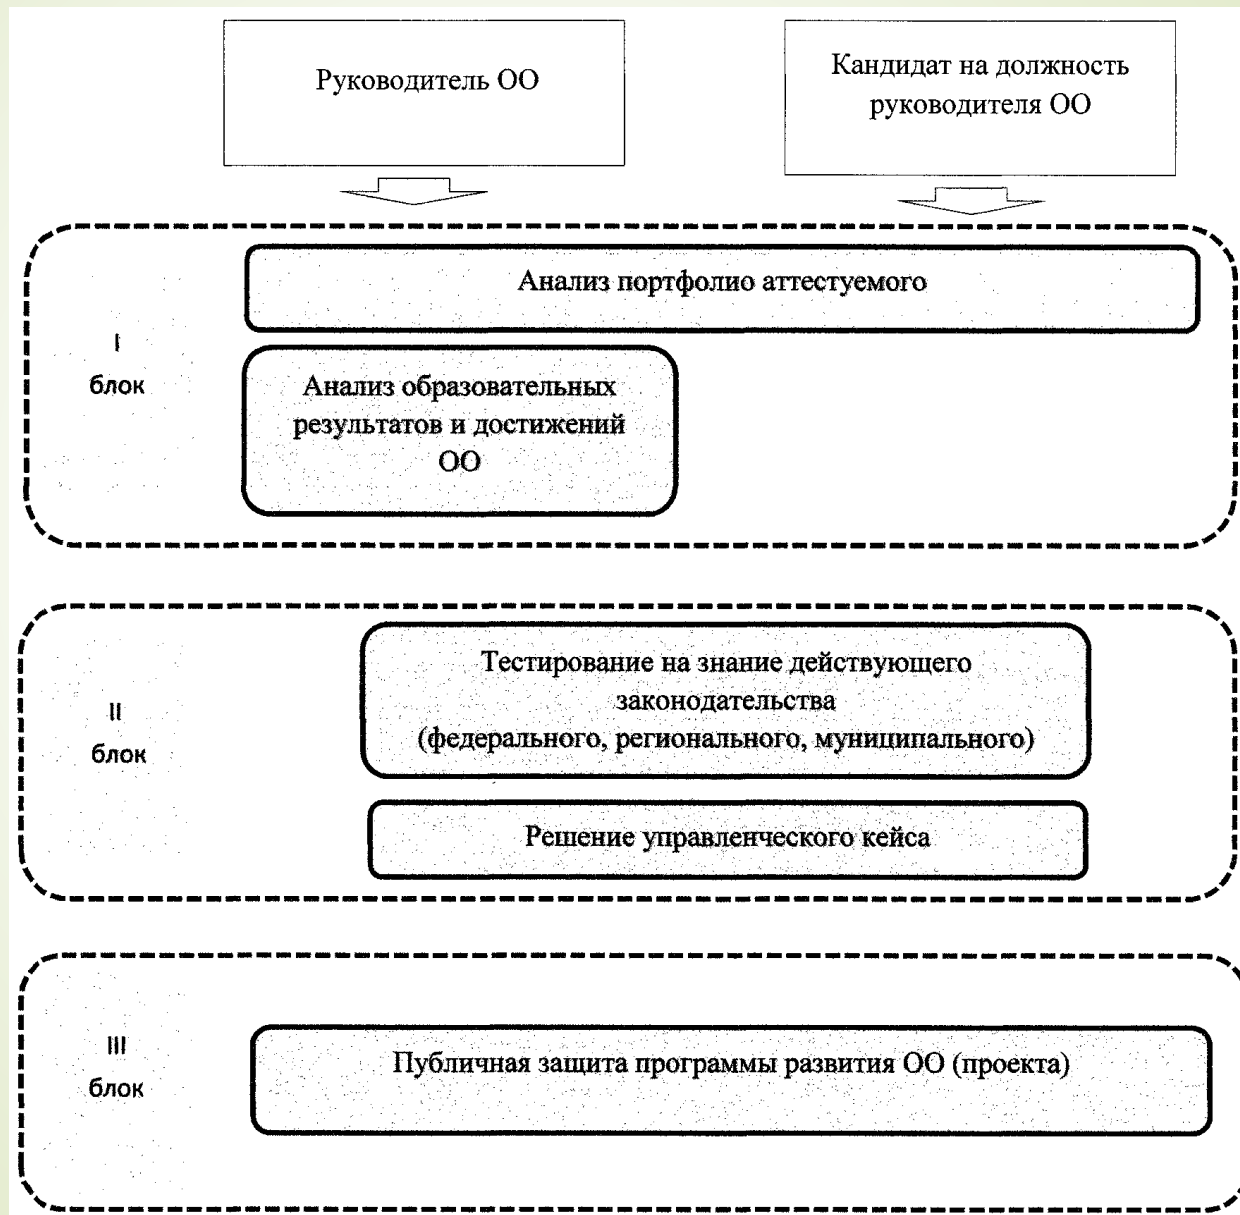 Руководитель ОО
Кандидат на должность
руководителя ОО
I
блок
Анализ портфолио аттестуемого
Анализ образовательных
результатов и достижений
ОО
II
блок
Тестирование на знание действующего
законодательства
(федерального, регионального, муниципального)
Решение управленческого кейса
III
блок
Публичная защита программы развития ОО (проекта)